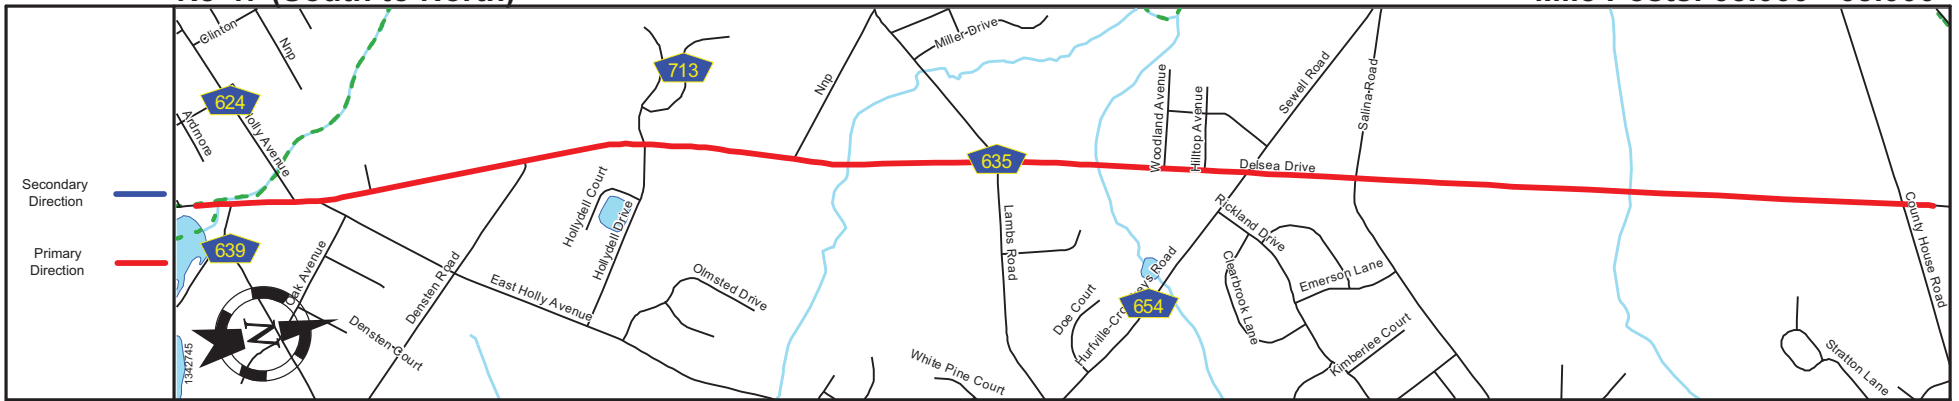 Secondary
Direction
Primary
Direction
Clinton
Nnp
624
Holly Avenue
Ardmore
639
Oak Avenue
Densten Court
Densten Road
East Holly Avenue
1342745
N
713
Hollydell Court
Hollydell Drive
Olmsted Drive
Nnp
Miller Drive
635
Lambs Road
White Pine Court
Doe Court
654
Woodland Avenue
Hilltop Avenue
Sewell Road
Salina Road
Delsea Drive
Rickland Drive
Clearbrook Lane
Emerson Lane
Kimberlee Court
County House Road
Stratton Lane